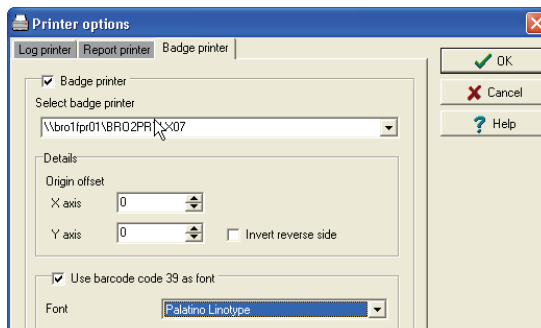 Printer options
Log printer Report printer Badge printer
OK
Badge printer
Cancel
Select badge printer
Help
Details
Origin offset
X axis 0
Y axis 0 Invert reverse side
Use barcode code 39 as font
Font Palatino Linotype